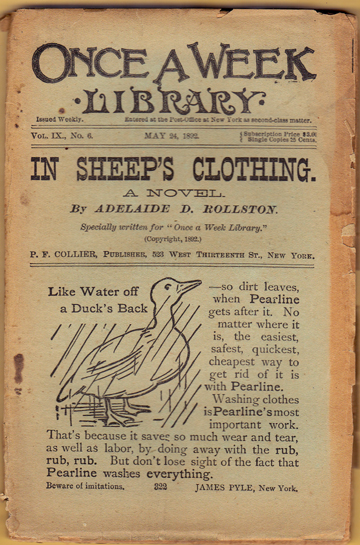 ONCE A WEEK
·LIBRARY·
Issued Weekly. Entered at the Post-Office at New York as second-class matter.
VOL. IX., No. 6. MAY 24, 1892. Subscription Price $3.00
Single Copies 25 Cents.
IN SHEEP'S CLOTHING.
A NOVEL.
By ADELAIDE D. ROLLSTON.
Specially written for "Once a Week Library."
(Copyright, 1892.)
P. F. COLLIER, PUBLISHER, 523 WEST THIRTEENTH ST., NEW YORK.
Like Water off
a Duck's Back
—so dirt leaves,
when Pearline
gets after it. No
matter where it
is, the easiest,
safest, quickest,
cheapest way to
get rid of it is
with Pearline.
Washing clothes
is Pearline's most
important work.
That's because it saves so much wear and tear,
as well as labor, by doing away with the rub,
rub, rub. But don't lose sight of the fact that
Pearline washes everything.
Beware of imitations. 322 JAMES PYLE, New York.